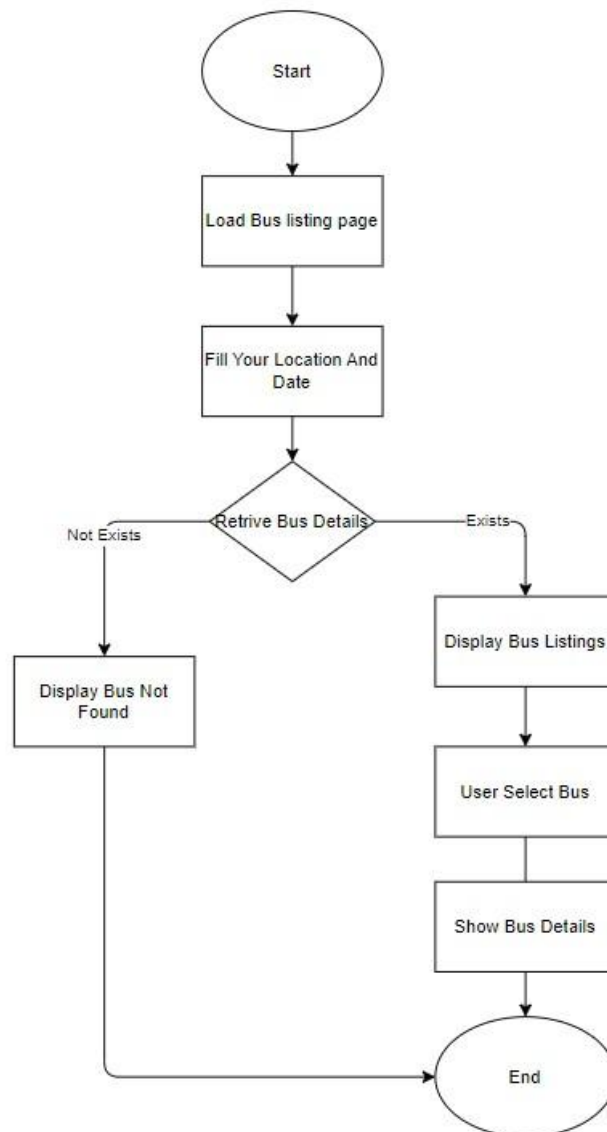 Start
Load Bus listing page
Fill Your Location And
Date
Retrive Bus Details
Not Exists
Exists
Display Bus Listings
Display Bus Not
Found
User Select Bus
Show Bus Details
End